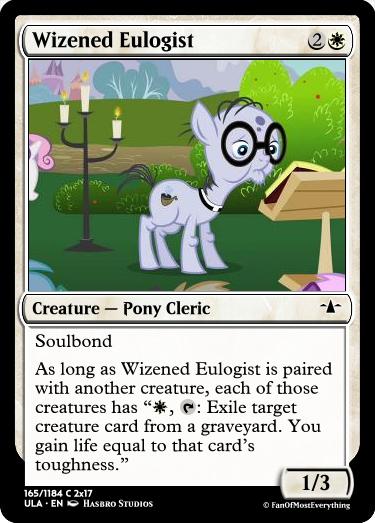 Wizened Eulogist 2
Creature — Pony Cleric
Soulbond
As long as Wizened Eulogist is paired
with another creature, each of those
creatures has “, : Exile target
creature card from a graveyard. You
gain life equal to that card's
toughness.”
1/3
165/1184 C 2x17
ULA • EN Hasbro Studios
© FanOfMostEverything